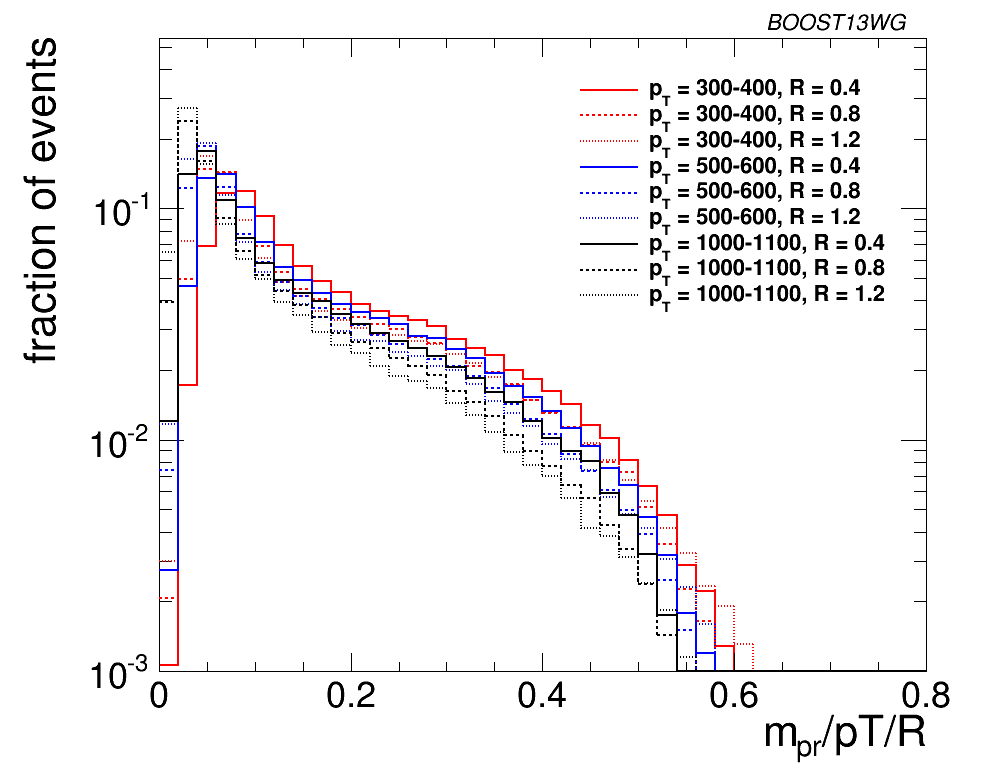 BOOST13WG
fraction of events
p_T = 300-400, R = 0.4
p_T = 300-400, R = 0.8
p_T = 300-400, R = 1.2
p_T = 500-600, R = 0.4
p_T = 500-600, R = 0.8
p_T = 500-600, R = 1.2
p_T = 1000-1100, R = 0.4
p_T = 1000-1100, R = 0.8
p_T = 1000-1100, R = 1.2
10^-1
10^-2
10^-3
0 0.2 0.4 0.6 0.8
m_pr/pT/R